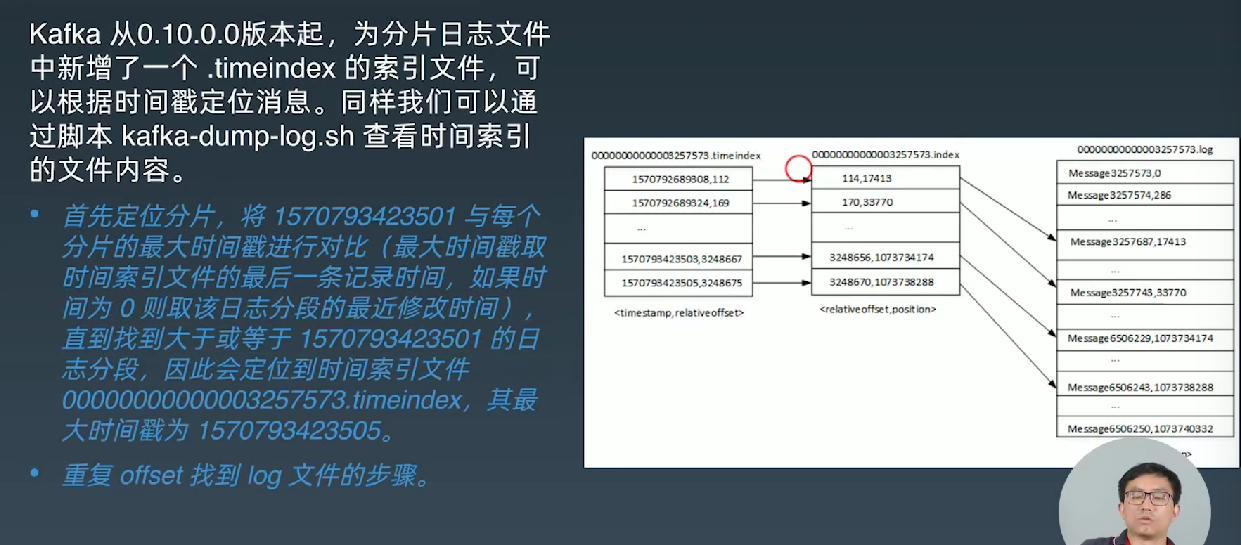 Kafka 从0.10.0.0版本起，为分片日志文件
中新增了一个 .timeindex 的索引文件，可
以根据时间戳定位消息。同样我们可以通
过脚本 kafka-dump-log.sh 查看时间索引
的文件内容。
• 首先定位分片，将 1570793423501 与每个
分片的最大时间戳进行对比（最大时间戳取
时间索引文件的最后一条记录时间，如果时
间为 0 则取该日志分段的最近修改时间），
直到找到大于或等于 1570793423501 的日
志分段，因此会定位到时间索引文件
00000000000003257573.timeindex，其最
大时间戳为 1570793423505。
• 重复 offset 找到 log 文件的步骤。
00000000000003257573.timeindex
1570792689308,112
1570792689324,169
...
1570793423503,3248667
1570793423505,3248675
<timestamp,relativeoffset>
00000000000003257573.index
114,17413
170,33770
...
3248656,1073734174
3248670,1073738288
<relativeoffset,position>
00000000000003257573.log
Message3257573,0
Message3257574,286
...
Message3257687,17413
...
Message3257743,33770
...
Message6506229,1073734174
...
Message6506243,1073738288
...
Message6506250,1073740332